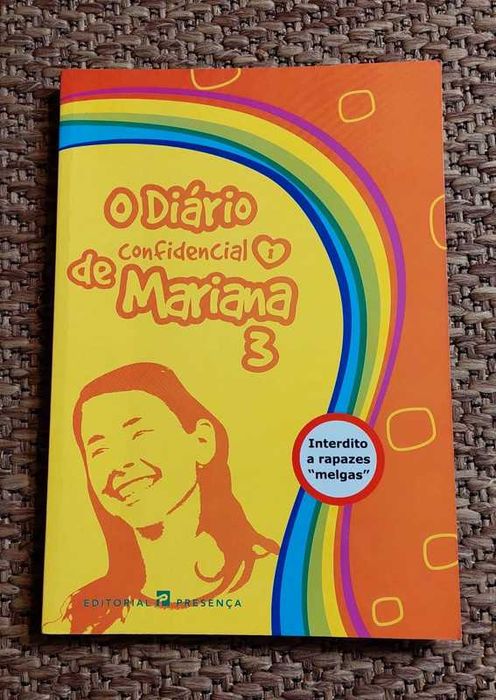 O Diário
confidencial
de Mariana
3
Interdito
a rapazes
"melgas"
EDITORIAL PRESENÇA